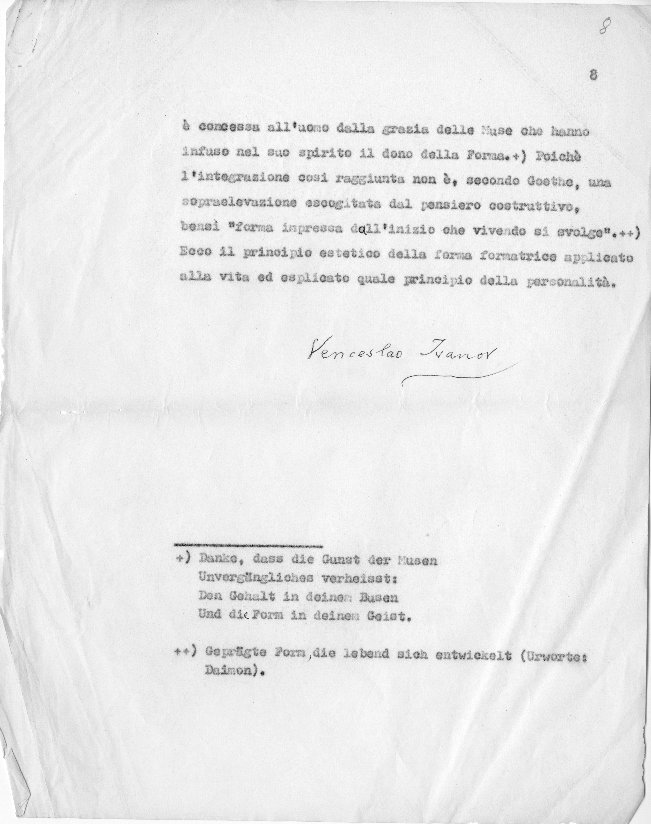 8
8
è concessa all'uomo dalla grazia delle Muse che hanno
infuso nel suo spirito il dono della Forma.+) Poichè
l'integrazione così raggiunta non è, secondo Goethe, una
sopraelevazione escogitata dal pensiero costruttivo,
bensì "forma impressa dall'inizio che vivendo si svolge".++)
Ecco il principio estetico della forma formatrice applicato
alla vita ed esplicato quale principio della personalità.
Venceslao Ivanov
+) Danke, dass die Gunst der Musen
Unvergängliches verheisst:
Den Gehalt in deinem Busen
Und die Form in deinem Geist.
++) Geprägte Form,die lebend sich entwickelt (Urworte:
Daimon).